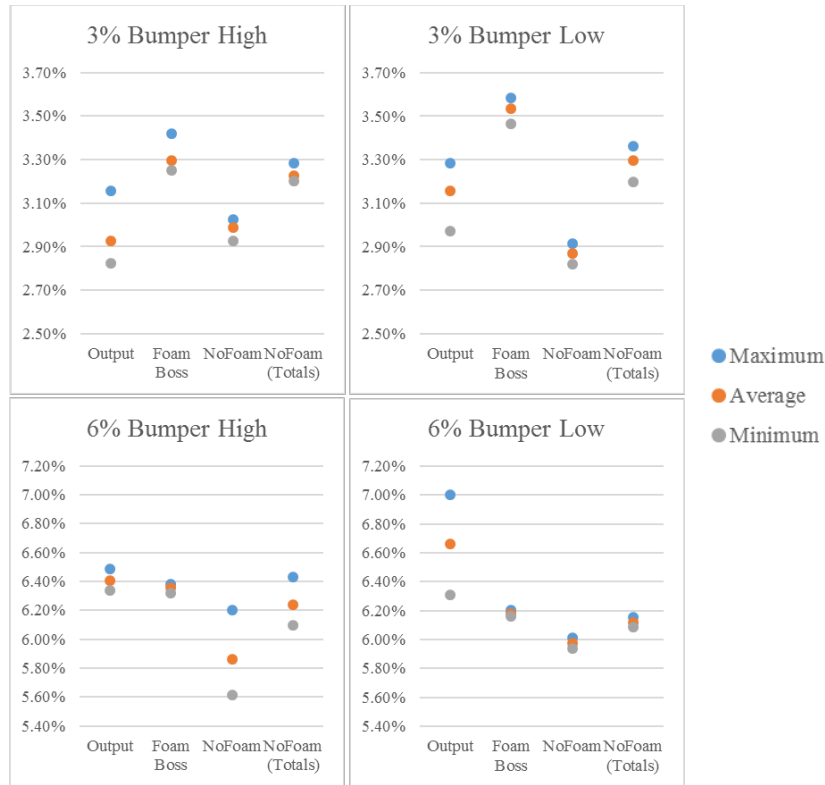 3% Bumper High
3.70%
3.50%
3.30%
3.10%
2.90%
2.70%
2.50%
Output
Foam
Boss
NoFoam
NoFoam
(Totals)
3% Bumper Low
3.70%
3.50%
3.30%
3.10%
2.90%
2.70%
2.50%
Output
Foam
Boss
NoFoam
NoFoam
(Totals)
Maximum
Average
Minimum
6% Bumper High
7.20%
7.00%
6.80%
6.60%
6.40%
6.20%
6.00%
5.80%
5.60%
5.40%
Output
Foam
Boss
NoFoam
NoFoam
(Totals)
6% Bumper Low
7.20%
7.00%
6.80%
6.60%
6.40%
6.20%
6.00%
5.80%
5.60%
5.40%
Output
Foam
Boss
NoFoam
NoFoam
(Totals)